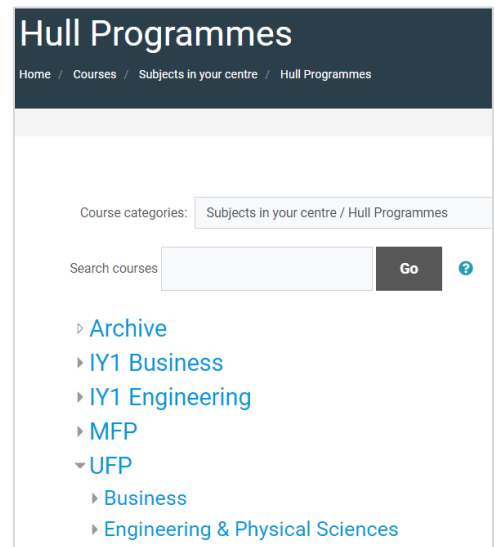 Hull Programmes
Home / Courses / Subjects in your centre / Hull Programmes
Course categories: Subjects in your centre / Hull Programmes
Search courses Go ?
Archive
IY1 Business
IY1 Engineering
MFP
UFP
Business
Engineering & Physical Sciences